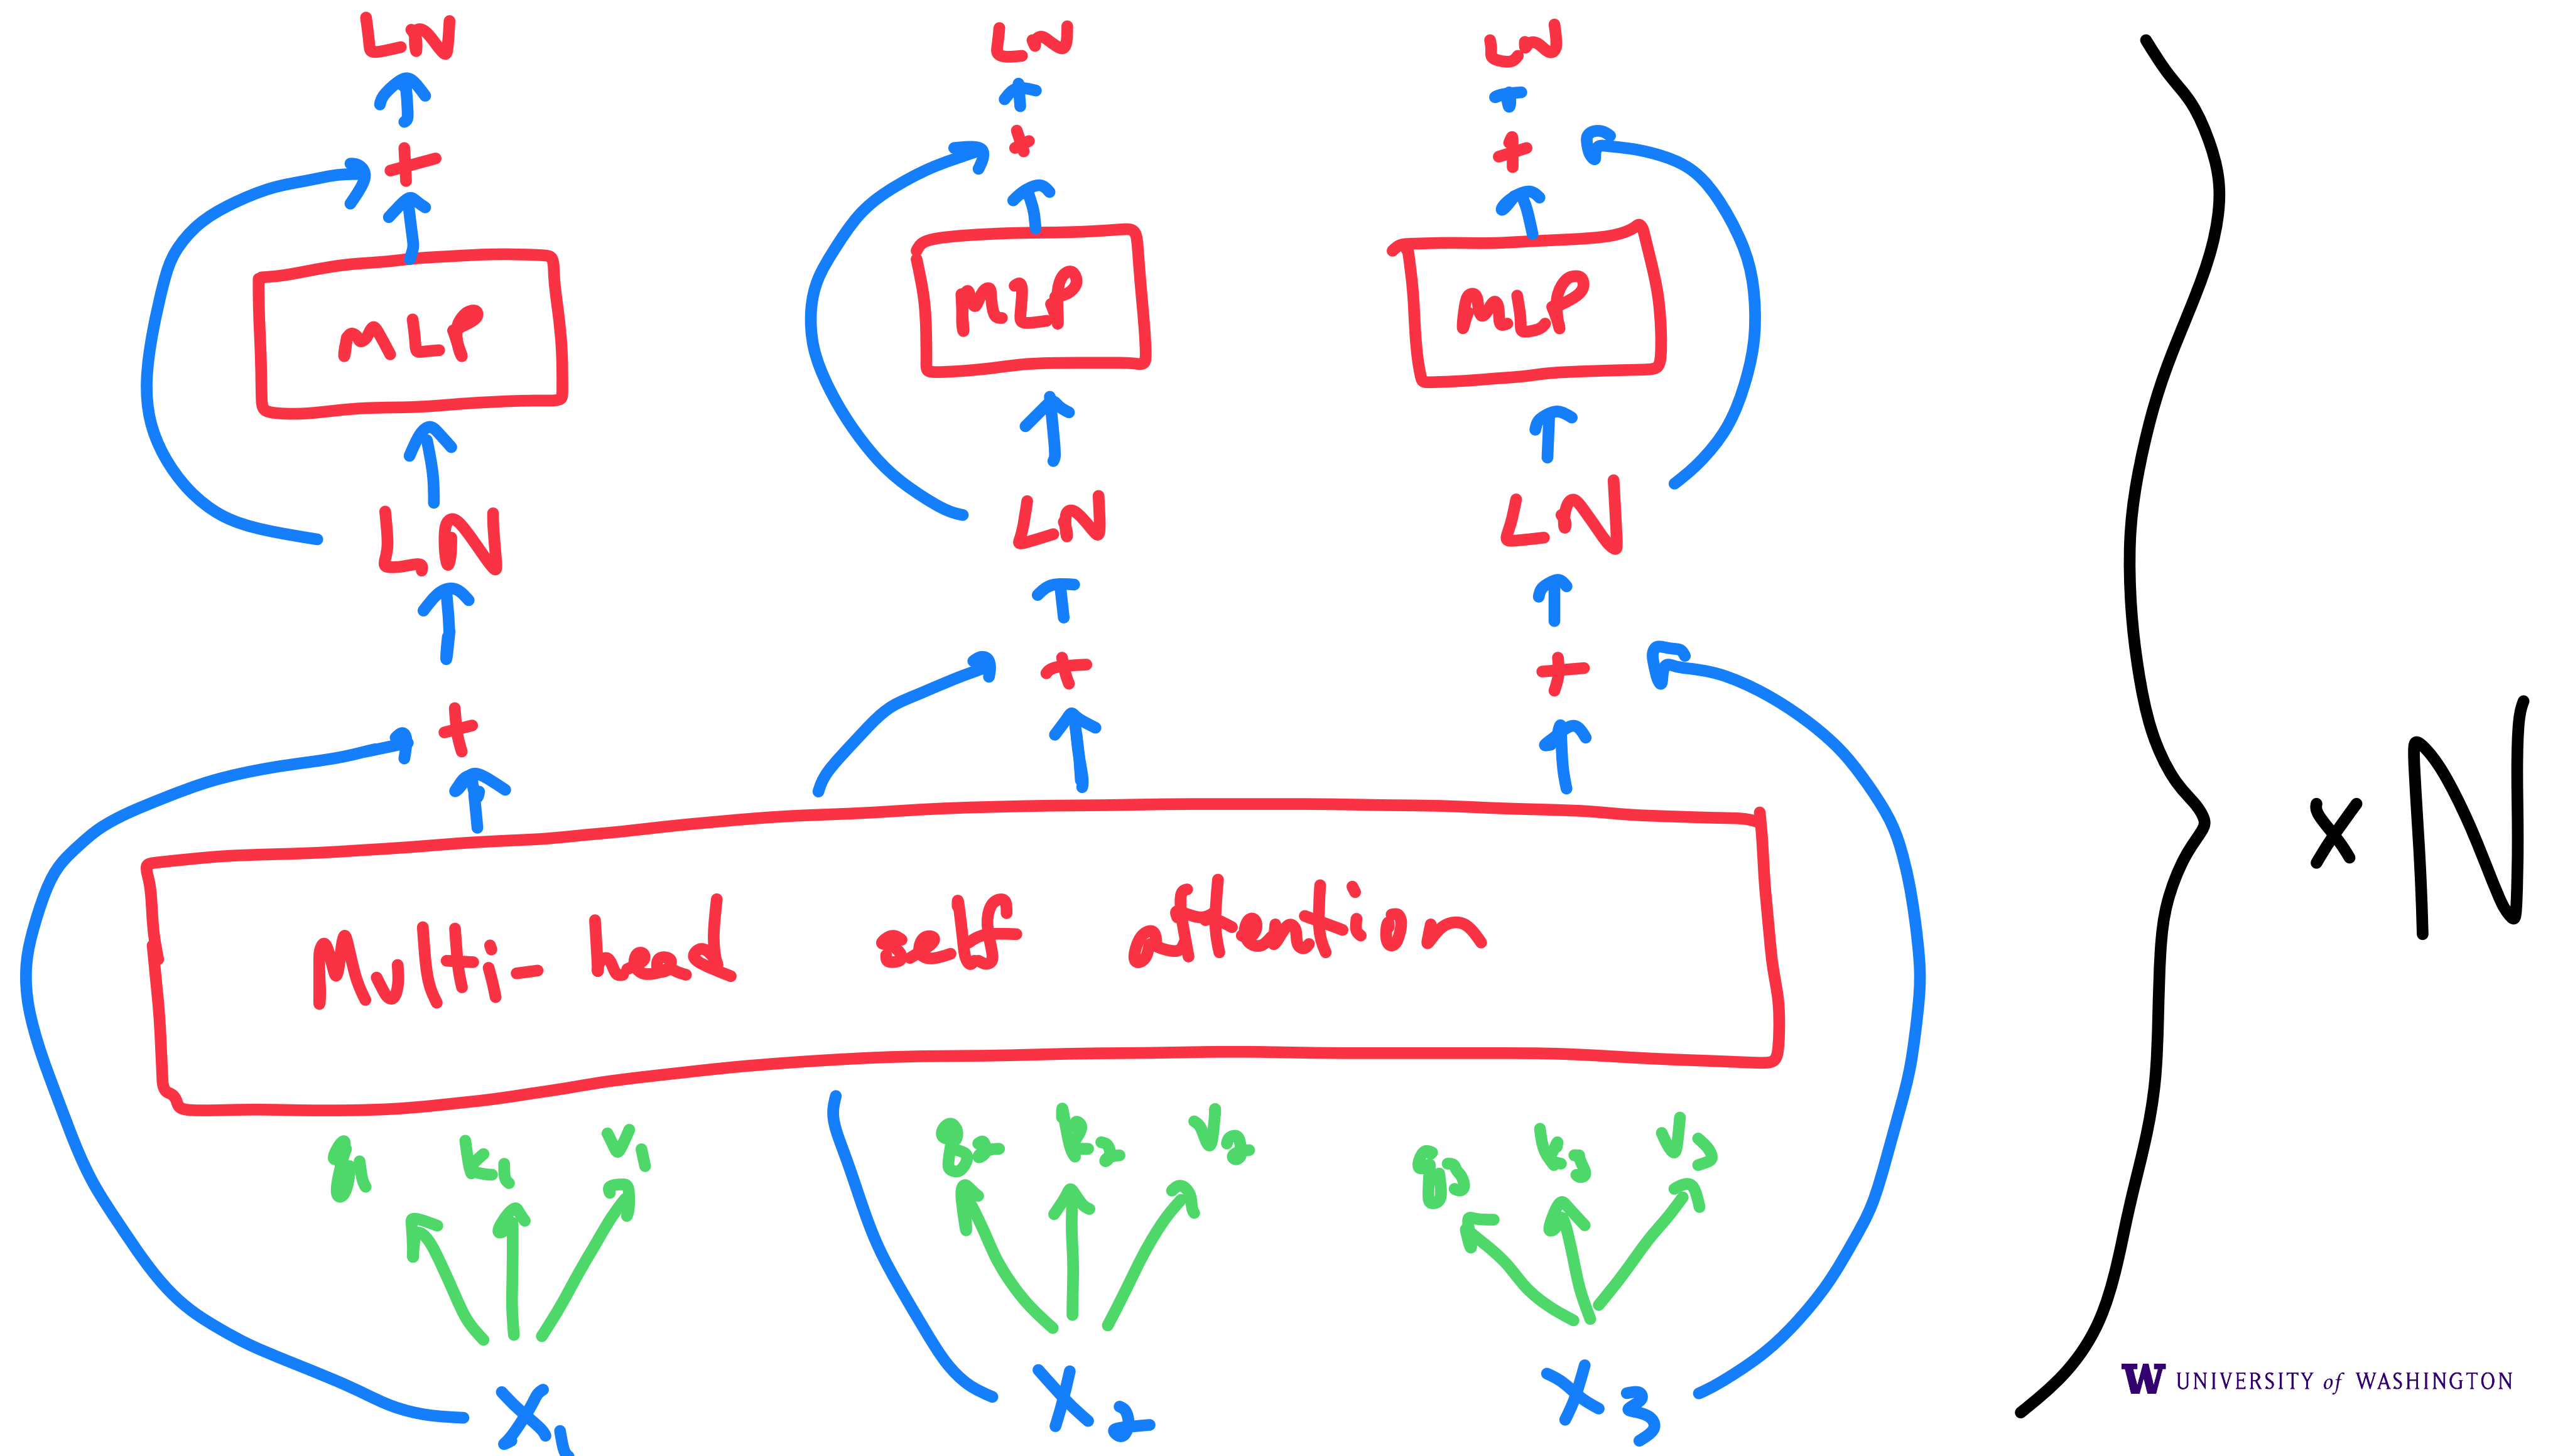 LN LN LN
+ + +
MLP MLP MLP
LN LN LN
+ + +
Multi-head self attention
x N
q1 k1 v1 q2 k2 v2 q3 k3 v3
X1 X2 X3
W UNIVERSITY of WASHINGTON